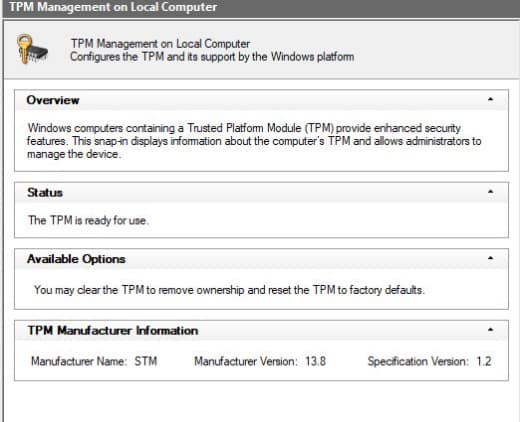 TPM Management on Local Computer
TPM Management on Local Computer
Configures the TPM and its support by the Windows platform
Overview
Windows computers containing a Trusted Platform Module (TPM) provide enhanced security
features. This snap-in displays information about the computer's TPM and allows administrators to
manage the device.
Status
The TPM is ready for use.
Available Options
You may clear the TPM to remove ownership and reset the TPM to factory defaults.
TPM Manufacturer Information
Manufacturer Name: STM Manufacturer Version: 13.8 Specification Version: 1.2